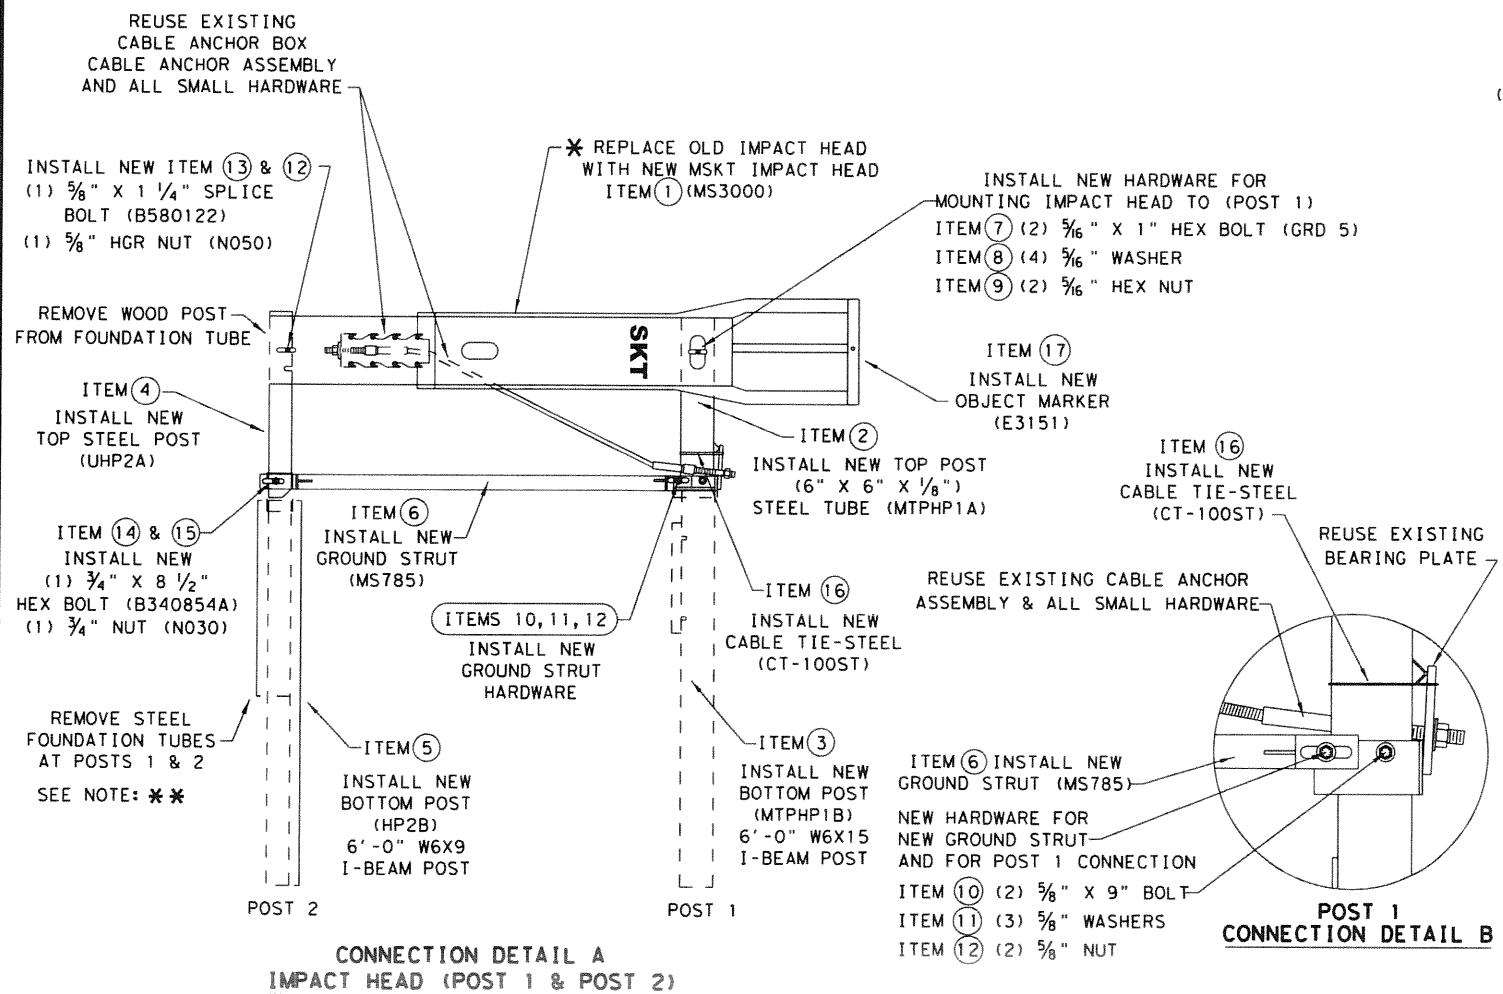 REUSE EXISTING
CABLE ANCHOR BOX
CABLE ANCHOR ASSEMBLY
AND ALL SMALL HARDWARE
INSTALL NEW ITEM 13 & 12
(1) 5/8" X 1 1/4" SPLICE
BOLT (B580122)
(1) 5/8" HGR NUT (N050)
* REPLACE OLD IMPACT HEAD
WITH NEW MSKT IMPACT HEAD
ITEM 1 (MS3000)
INSTALL NEW HARDWARE FOR
MOUNTING IMPACT HEAD TO (POST 1)
ITEM 7 (2) 5/16" X 1" HEX BOLT (GRD 5)
ITEM 8 (4) 5/16" WASHER
ITEM 9 (2) 5/16" HEX NUT
REMOVE WOOD POST
FROM FOUNDATION TUBE
SKT
ITEM 17
INSTALL NEW
OBJECT MARKER
(E3151)
ITEM 4
INSTALL NEW
TOP STEEL POST
(UHP2A)
ITEM 2
INSTALL NEW TOP POST
(6" X 6" X 1/8")
STEEL TUBE (MTPHP1A)
ITEM 16
INSTALL NEW
CABLE TIE-STEEL
(CT-100ST)
REUSE EXISTING
BEARING PLATE
ITEM 14 & 15
INSTALL NEW
(1) 3/4" X 8 1/2"
HEX BOLT (B340854A)
(1) 3/4" NUT (N030)
ITEM 6
INSTALL NEW
GROUND STRUT
(MS785)
ITEMS 10, 11, 12
INSTALL NEW
GROUND STRUT
HARDWARE
ITEM 16
INSTALL NEW
CABLE TIE-STEEL
(CT-100ST)
REUSE EXISTING CABLE ANCHOR
ASSEMBLY & ALL SMALL HARDWARE
REMOVE STEEL
FOUNDATION TUBES
AT POSTS 1 & 2
SEE NOTE: * *
ITEM 5
INSTALL NEW
BOTTOM POST
(HP2B)
6'-0" W6X9
I-BEAM POST
ITEM 3
INSTALL NEW
BOTTOM POST
(MTPHP1B)
6'-0" W6X15
I-BEAM POST
ITEM 6 INSTALL NEW
GROUND STRUT (MS785)
NEW HARDWARE FOR
NEW GROUND STRUT
AND FOR POST 1 CONNECTION
ITEM 10 (2) 5/8" X 9" BOLT
ITEM 11 (3) 5/8" WASHERS
ITEM 12 (2) 5/8" NUT
POST 2
POST 1
POST 1
CONNECTION DETAIL B
CONNECTION DETAIL A
IMPACT HEAD (POST 1 & POST 2)